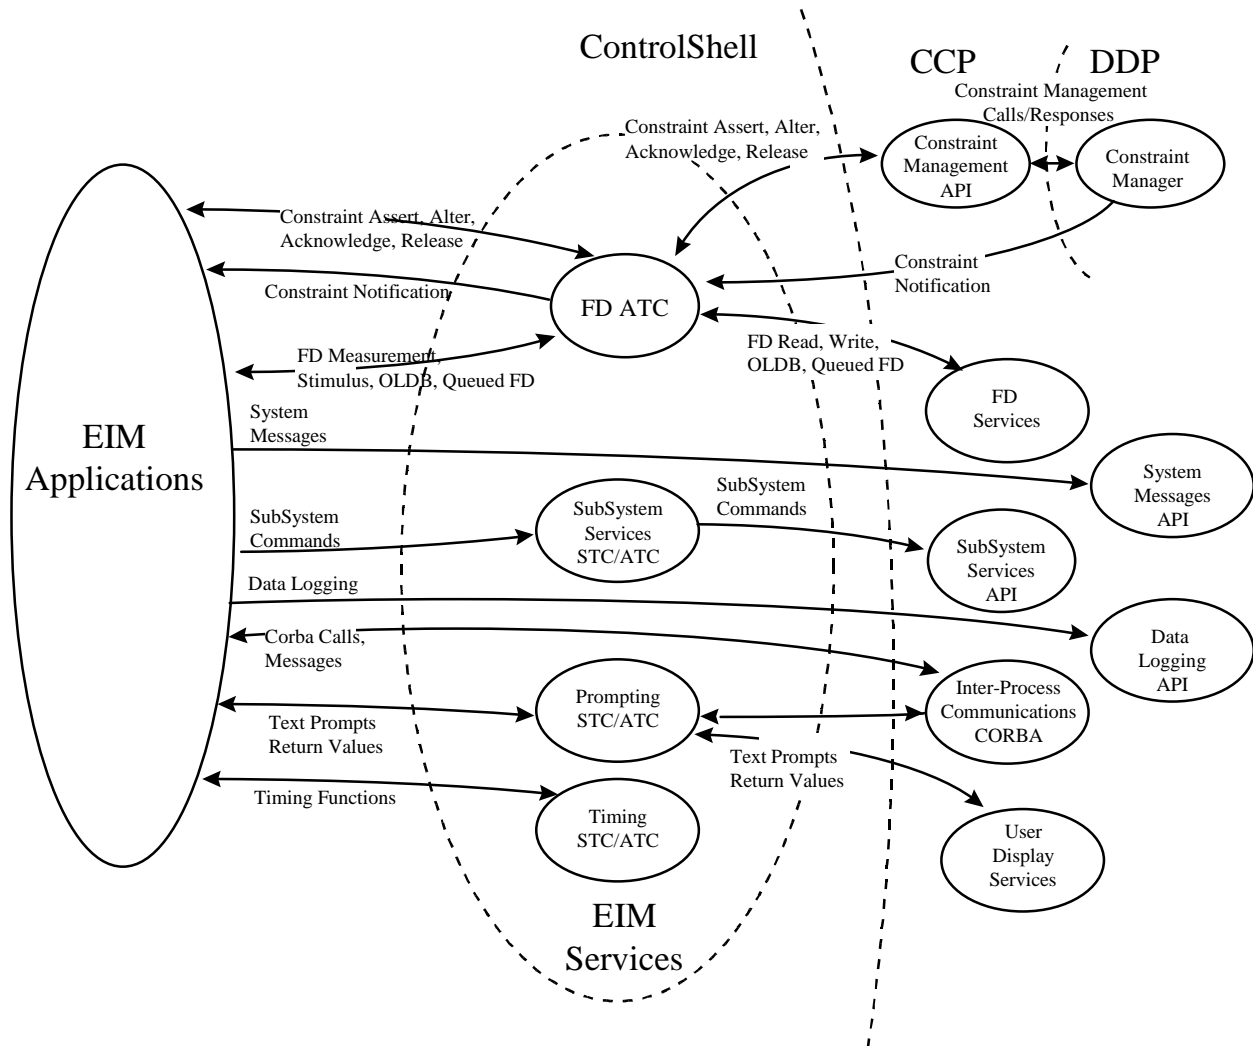 ControlShell
CCP
DDP
Constraint Management
Calls/Responses
Constraint Assert, Alter,
Acknowledge, Release
Constraint
Management
API
Constraint
Manager
Constraint Assert, Alter,
Acknowledge, Release
Constraint
Notification
Constraint Notification
FD ATC
FD Measurement,
Stimulus, OLDB, Queued FD
FD Read, Write,
OLDB, Queued FD
FD
Services
System
Messages
EIM
Applications
System
Messages
API
SubSystem
Commands
SubSystem
Services
STC/ATC
SubSystem
Commands
SubSystem
Services
API
Data Logging
Data
Logging
API
Corba Calls,
Messages
Inter-Process
Communications
CORBA
Prompting
STC/ATC
Text Prompts
Return Values
Text Prompts
Return Values
Timing Functions
Timing
STC/ATC
User
Display
Services
EIM
Services